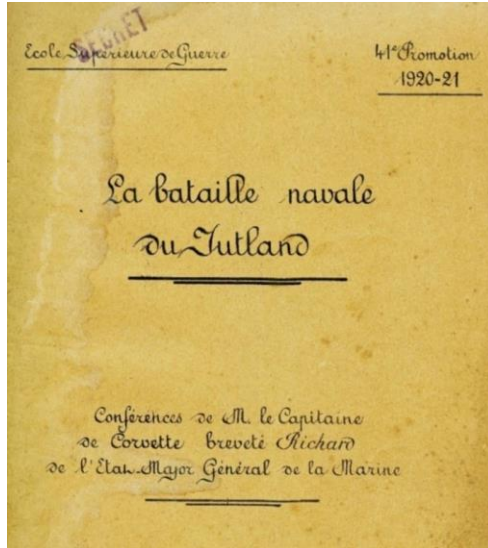 Ecole Supérieure de Guerre
SECRET
41e Promotion
1920-21
La bataille navale
du Jutland
Conférences de M. le Capitaine
de Corvette breveté Richard
de l'Etat-Major Général de la Marine